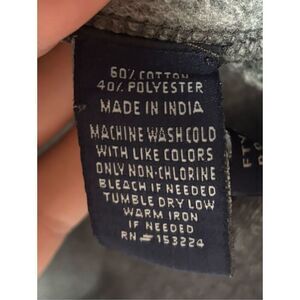 60% COTTON
40% POLYESTER
MADE IN INDIA
MACHINE WASH COLD
WITH LIKE COLORS
ONLY NON-CHLORINE
BLEACH IF NEEDED
TUMBLE DRY LOW
WARM IRON
IF NEEDED
RN# 153224